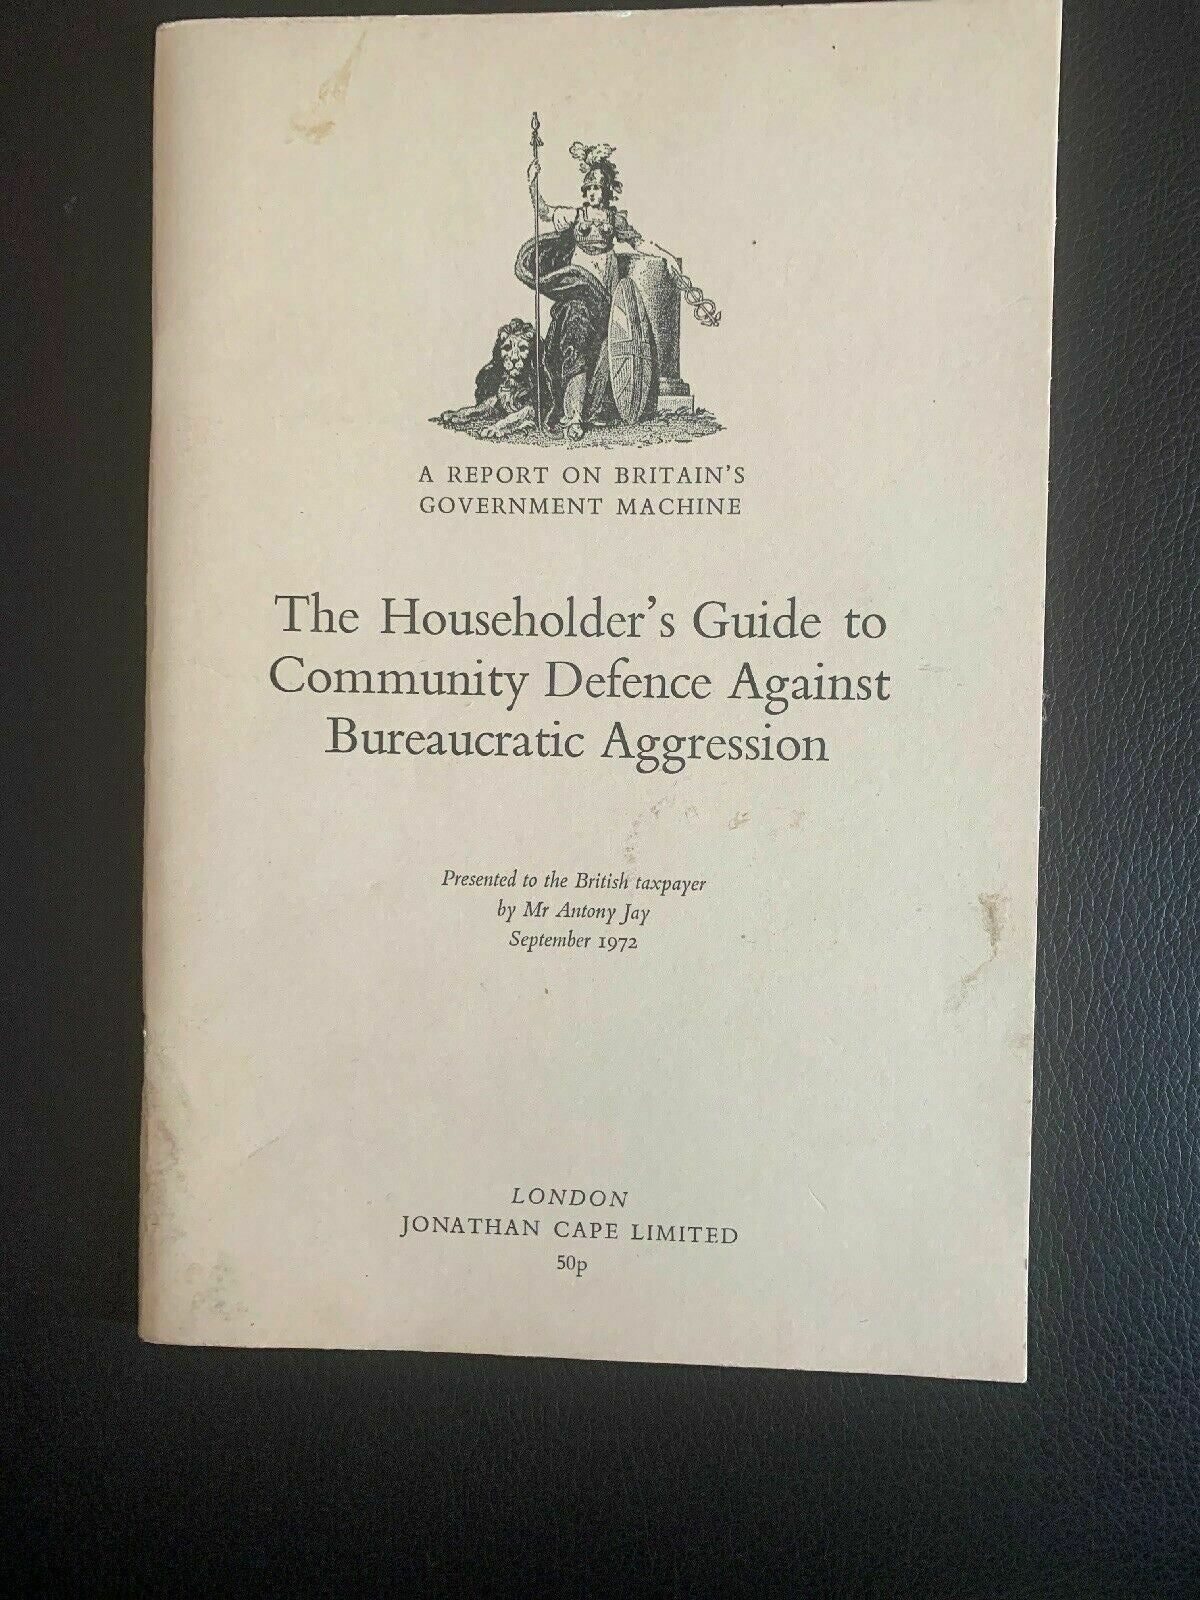 A REPORT ON BRITAIN'S
GOVERNMENT MACHINE
The Householder's Guide to
Community Defence Against
Bureaucratic Aggression
Presented to the British taxpayer
by Mr Antony Jay
September 1972
LONDON
JONATHAN CAPE LIMITED
50p